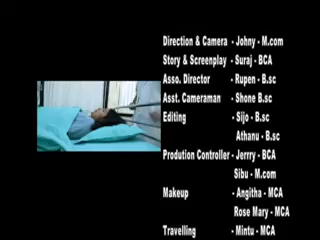 Direction & Camera - Johny - M.com
Story & Screenplay - Suraj - BCA
Asso. Director - Rupen - B.sc
Asst. Cameraman - Shone B.sc
Editing - Sijo - B.sc
Athanu - B.sc
Prodution Controller - Jerrry - BCA
Sibu - M.com
Makeup - Angitha - MCA
Rose Mary - MCA
Travelling - Mintu - MCA